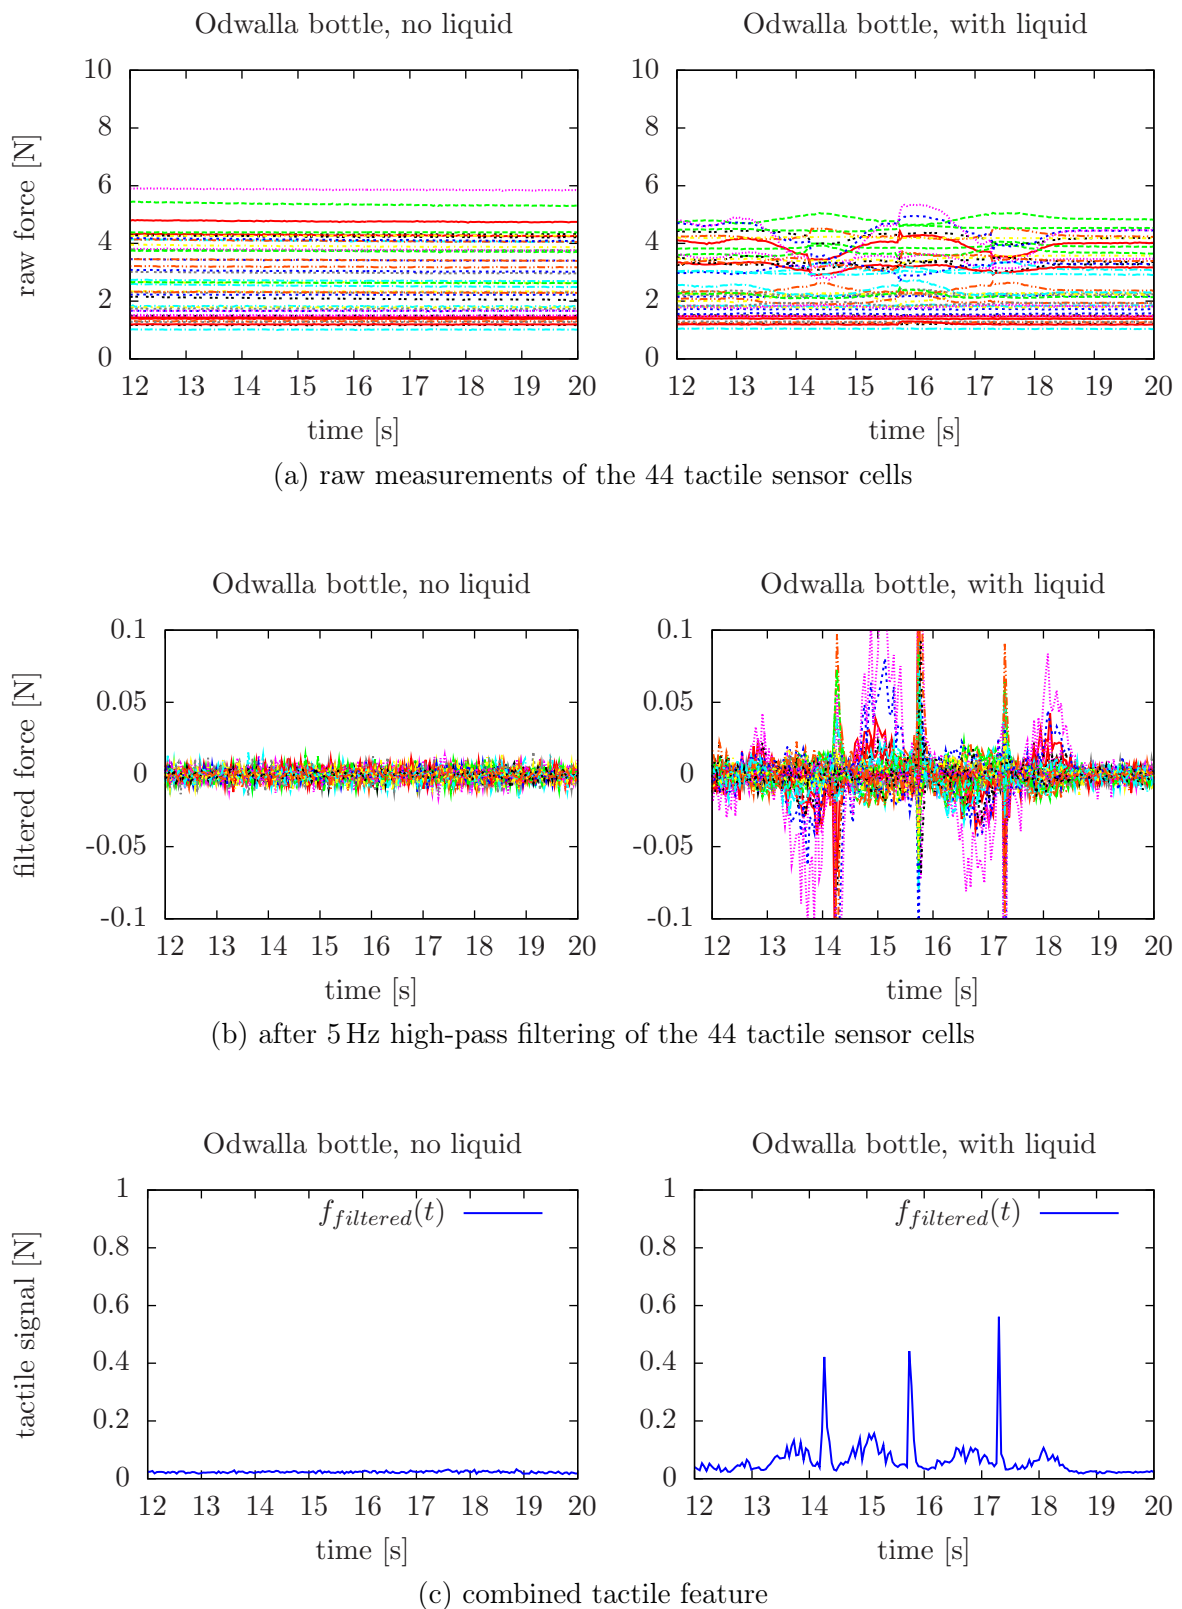 Odwalla bottle, no liquid
Odwalla bottle, with liquid
raw force [N]
10
8
6
4
2
0
12 13 14 15 16 17 18 19 20
time [s]
10
8
6
4
2
0
12 13 14 15 16 17 18 19 20
time [s]
(a) raw measurements of the 44 tactile sensor cells
Odwalla bottle, no liquid
Odwalla bottle, with liquid
filtered force [N]
0.1
0.05
0
-0.05
-0.1
12 13 14 15 16 17 18 19 20
time [s]
0.1
0.05
0
-0.05
-0.1
12 13 14 15 16 17 18 19 20
time [s]
(b) after 5 Hz high-pass filtering of the 44 tactile sensor cells
Odwalla bottle, no liquid
Odwalla bottle, with liquid
tactile signal [N]
1
0.8
0.6
0.4
0.2
0
f_filtered(t)
12 13 14 15 16 17 18 19 20
time [s]
1
0.8
0.6
0.4
0.2
0
f_filtered(t)
12 13 14 15 16 17 18 19 20
time [s]
(c) combined tactile feature